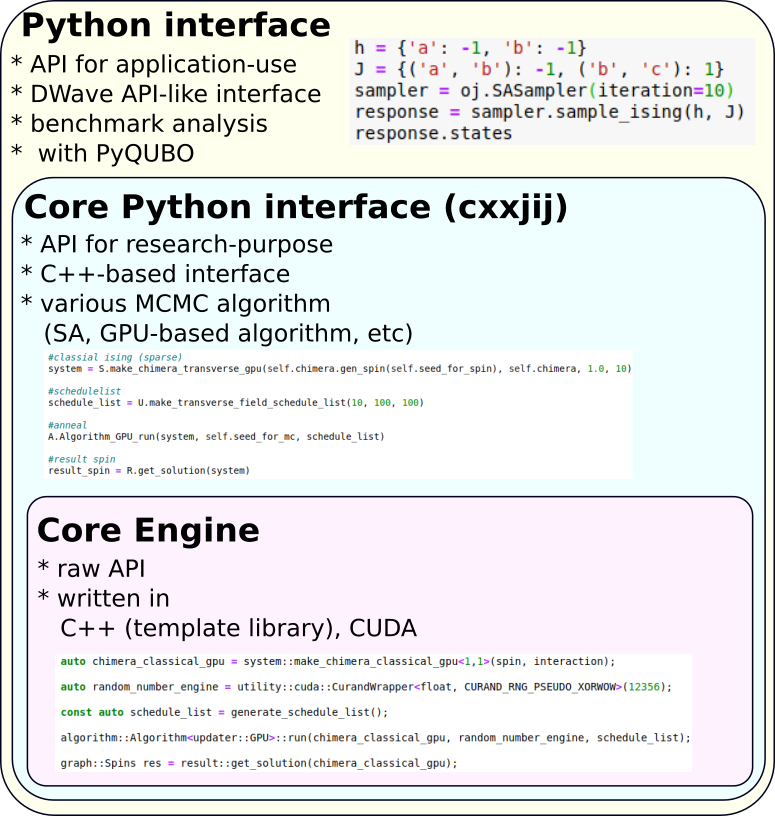 Python interface
* API for application-use
* DWave API-like interface
* benchmark analysis
*  with PyQUBO
h = {'a': -1, 'b': -1}
J = {('a', 'b'): -1, ('b', 'c'): 1}
sampler = oj.SASampler(iteration=10)
response = sampler.sample_ising(h, J)
response.states
Core Python interface (cxxjij)
* API for research-purpose
* C++-based interface
* various MCMC algorithm
(SA, GPU-based algorithm, etc)
#classial ising (sparse)
system = S.make_chimera_transverse_gpu(self.chimera.gen_spin(self.seed_for_spin), self.chimera, 1.0, 10)
#schedulelist
schedule_list = U.make_transverse_field_schedule_list(10, 100, 100)
#anneal
A.Algorithm_GPU_run(system, self.seed_for_mc, schedule_list)
#result spin
result_spin = R.get_solution(system)
Core Engine
* raw API
* written in
C++ (template library), CUDA
auto chimera_classical_gpu = system::make_chimera_classical_gpu<1,1>(spin, interaction);
auto random_number_engine = utility::cuda::CurandWrapper<float, CURAND_RNG_PSEUDO_XORWOW>(12356);
const auto schedule_list = generate_schedule_list();
algorithm::Algorithm<updater::GPU>::run(chimera_classical_gpu, random_number_engine, schedule_list);
graph::Spins res = result::get_solution(chimera_classical_gpu);